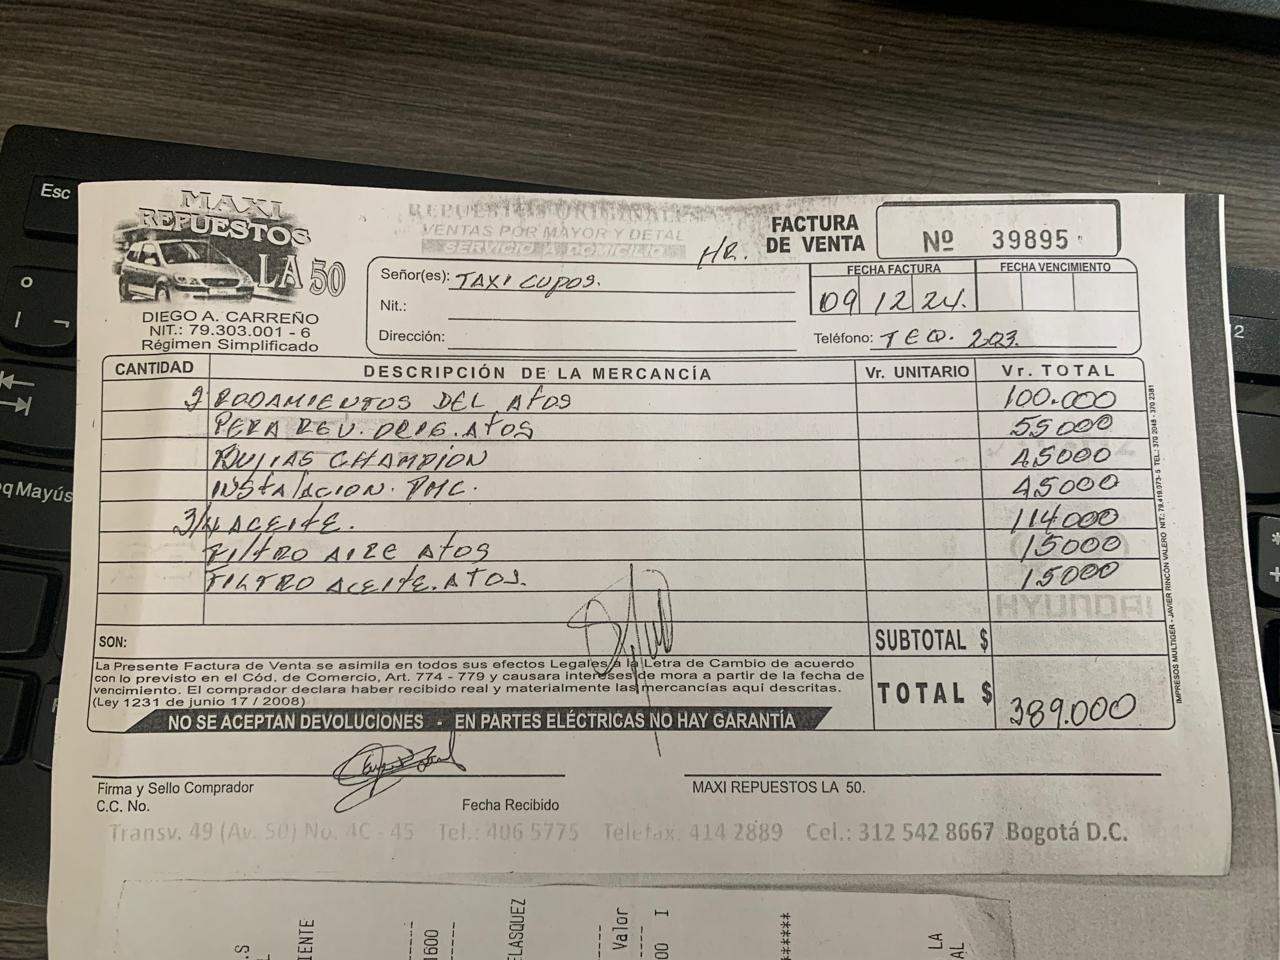 MAXI
REPUESTOS
LA 50
DIEGO A. CARREÑO
NIT.: 79.303.001 - 6
Régimen Simplificado
REPUESTOS ORIGINALES
VENTAS POR MAYOR Y DETAL
SERVICIO A DOMICILIO
HR.
FACTURA
DE VENTA
Nº 39895
Señor(es): TAXI CUPOS.
Nit.:
Dirección:
FECHA FACTURA FECHA VENCIMIENTO
09 12 24.
Teléfono: TEQ. 203.
CANTIDAD DESCRIPCIÓN DE LA MERCANCÍA Vr. UNITARIO Vr. TOTAL
2 RODAMIENTOS DEL ATOS 100.000
PERA REV. ORIG. ATOS 55000
BUJIAS CHAMPION 45000
INSTALACION. PMC. 45000
3/4 ACEITE. 114000
FILTRO AIRE ATOS 15000
FILTRO ACEITE. ATOS. 15000
HYUNDAI
SON:
SUBTOTAL $
La Presente Factura de Venta se asimila en todos sus efectos Legales a la Letra de Cambio de acuerdo
con lo previsto en el Cód. de Comercio, Art. 774 - 779 y causara intereses de mora a partir de la fecha de
vencimiento. El comprador declara haber recibido real y materialmente las mercancías aquí descritas.
(Ley 1231 de junio 17 / 2008)
TOTAL $ 389.000
NO SE ACEPTAN DEVOLUCIONES - EN PARTES ELÉCTRICAS NO HAY GARANTÍA
Firma y Sello Comprador
C.C. No.
Fecha Recibido
MAXI REPUESTOS LA 50.
Transv. 49 (Av. 50) No. 4C - 45 Tel.: 406 5775 Telefax. 414 2889 Cel.: 312 542 8667 Bogotá D.C.
IMPRESOS MULTIGER - JAVIER RINCÓN VALERO NIT.: 79.419.073-5 TEL.: 370 2048 - 370 2381
Esc
Mayús
.S
IENTE
1600
ELASQUEZ
Valor
00 I
******
LA
AL